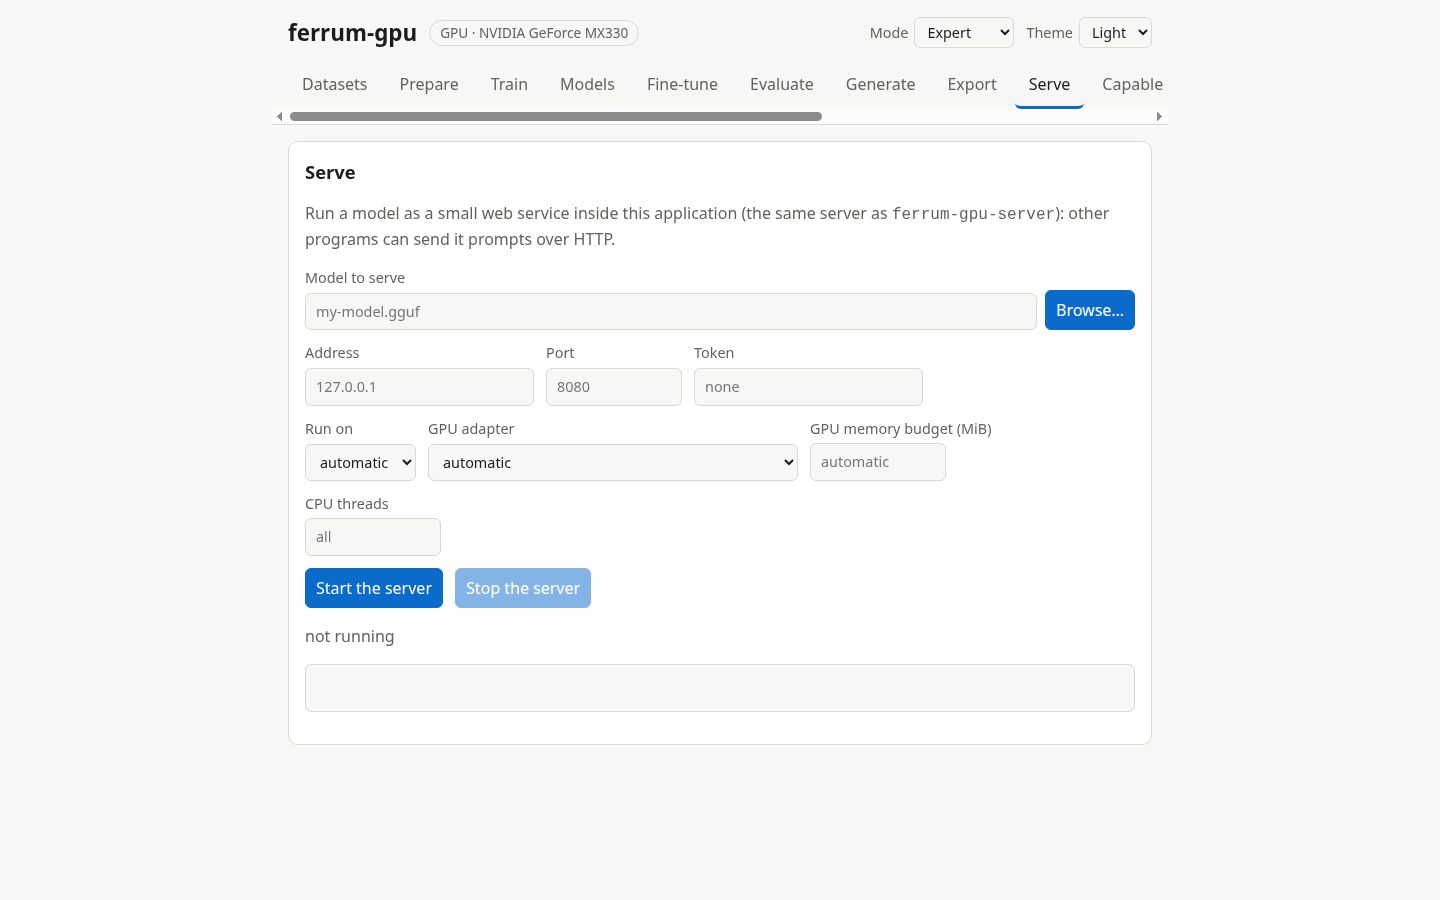 ferrum-gpu GPU · NVIDIA GeForce MX330 Mode Expert Theme Light
Datasets Prepare Train Models Fine-tune Evaluate Generate Export Serve Capable
Serve
Run a model as a small web service inside this application (the same server as ferrum-gpu-server): other
programs can send it prompts over HTTP.
Model to serve
my-model.gguf Browse...
Address Port Token
127.0.0.1 8080 none
Run on GPU adapter GPU memory budget (MiB)
automatic automatic automatic
CPU threads
all
Start the server Stop the server
not running